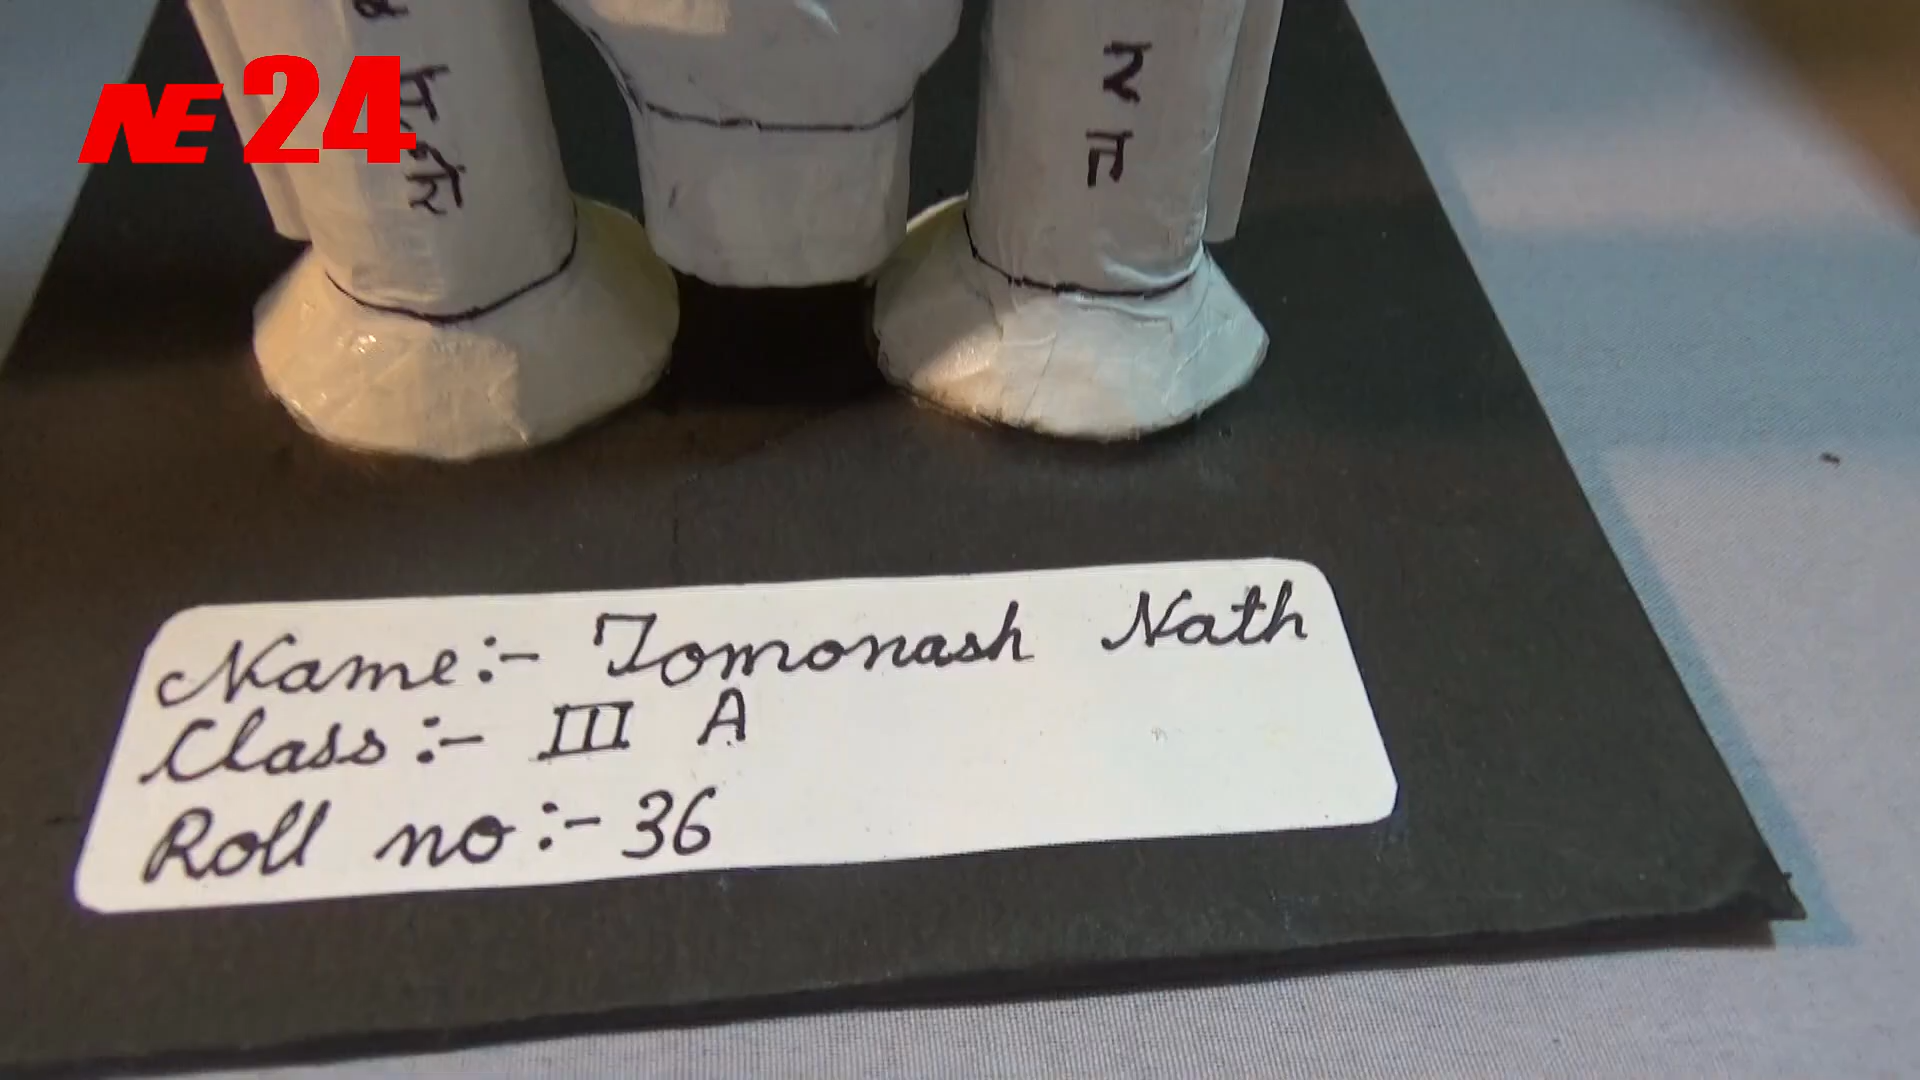 NE 24
Name:- Tomonash Nath
Class:- III A
Roll no:- 36